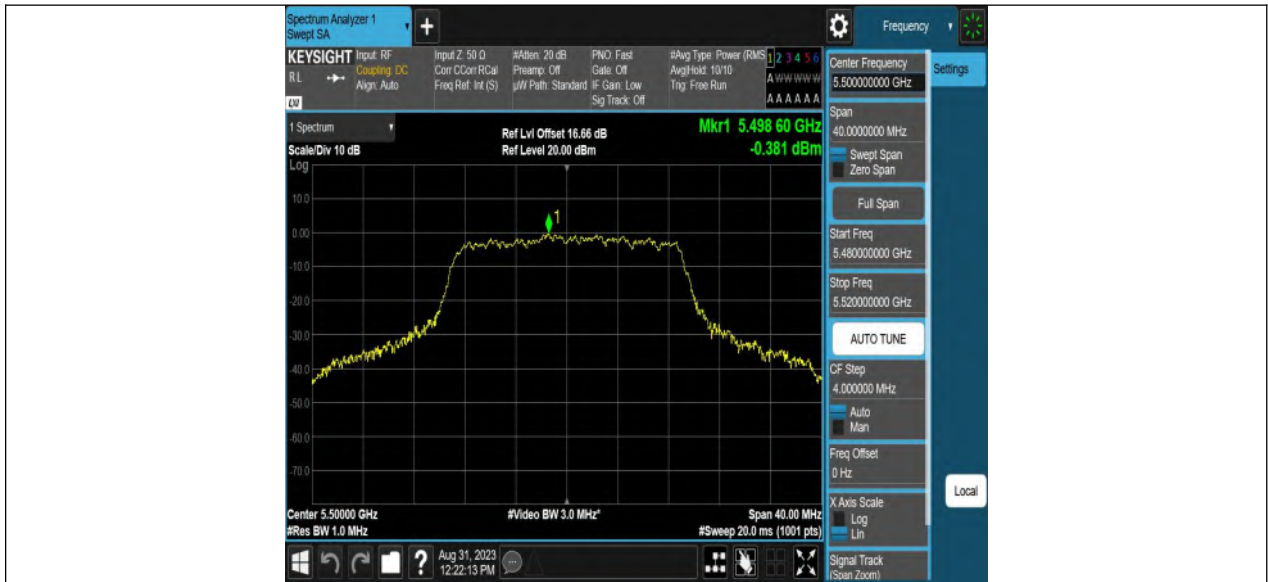 Spectrum Analyzer 1
Swept SA
+
Frequency
KEYSIGHT Input: RF Input Z: 50 Ω #Atten: 20 dB PNO: Fast #Avg Type: Power (RMS 1 2 3 4 5 6
RL Coupling: DC Corr CCorr RCal Preamp: Off Gate: Off Avg|Hold: 10/10 A W W W W W
Align: Auto Freq Ref: Int (S) µW Path: Standard IF Gain: Low Trig: Free Run
Sig Track: Off A A A A A A
LXI
1 Spectrum
Scale/Div 10 dB
Ref Lvl Offset 16.66 dB
Ref Level 20.00 dBm
Mkr1 5.498 60 GHz
-0.381 dBm
Log
10.0
0.00
-10.0
-20.0
-30.0
-40.0
-50.0
-60.0
-70.0
1
Center 5.50000 GHz #Video BW 3.0 MHz* Span 40.00 MHz
#Res BW 1.0 MHz #Sweep 20.0 ms (1001 pts)
?
Aug 31, 2023
12:22:13 PM
Center Frequency
5.500000000 GHz
Settings
Span
40.0000000 MHz
Swept Span
Zero Span
Full Span
Start Freq
5.480000000 GHz
Stop Freq
5.520000000 GHz
AUTO TUNE
CF Step
4.000000 MHz
Auto
Man
Freq Offset
0 Hz
Local
X Axis Scale
Log
Lin
Signal Track
(Span Zoom)